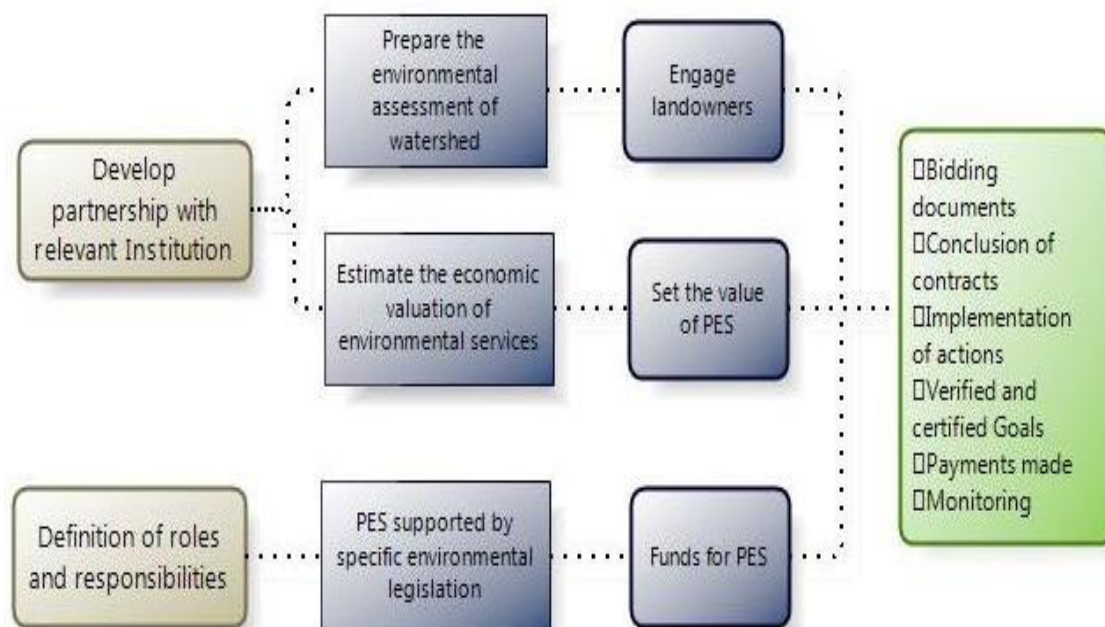 Prepare the
environmental
assessment of
watershed
Engage
landowners
Develop
partnership with
relevant Institution
Estimate the economic
valuation of
environmental services
Set the value
of PES
Definition of roles
and responsibilities
PES supported by
specific environmental
legislation
Funds for PES
▯Bidding
documents
▯Conclusion of
contracts
▯Implementation
of actions
▯Verified and
certified Goals
▯Payments made
▯Monitoring